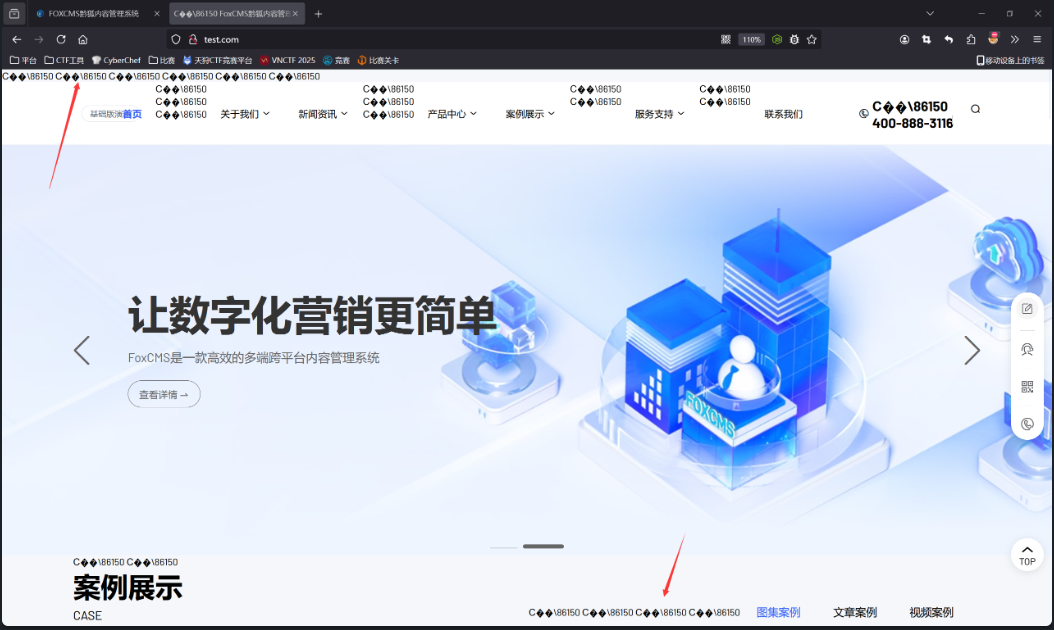 FOXCMS黔狐内容管理系统
C��\86150 FoxCMS黔狐内容管
test.com
110%
平台 CTF工具 CyberChef 比赛 天狩CTF竞赛平台 VNCTF 2025 竞赛 比赛关卡 移动设备上的书签
C��\86150 C��\86150 C��\86150 C��\86150 C��\86150 C��\86150
C��\86150 C��\86150 C��\86150 C��\86150
C��\86150 C��\86150 C��\86150 C��\86150
基础版演首页 C��\86150 关于我们 新闻资讯 C��\86150 产品中心 案例展示 服务支持 联系我们
C��\86150
400-888-3116
让数字化营销更简单
FoxCMS是一款高效的多端跨平台内容管理系统
查看详情
FOXCMS
TOP
C��\86150 C��\86150
案例展示
CASE
C��\86150 C��\86150 C��\86150 C��\86150 图集案例 文章案例 视频案例